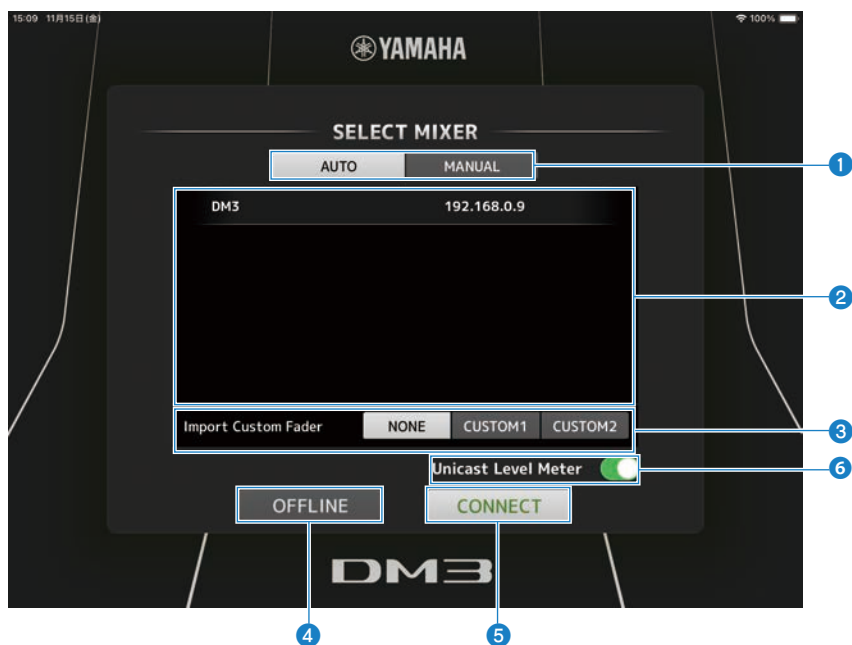 15:09 11月15日(金) 100%
YAMAHA
SELECT MIXER
AUTO MANUAL
1
DM3 192.168.0.9
2
Import Custom Fader NONE CUSTOM1 CUSTOM2
3
Unicast Level Meter
6
OFFLINE CONNECT
DM3
4 5